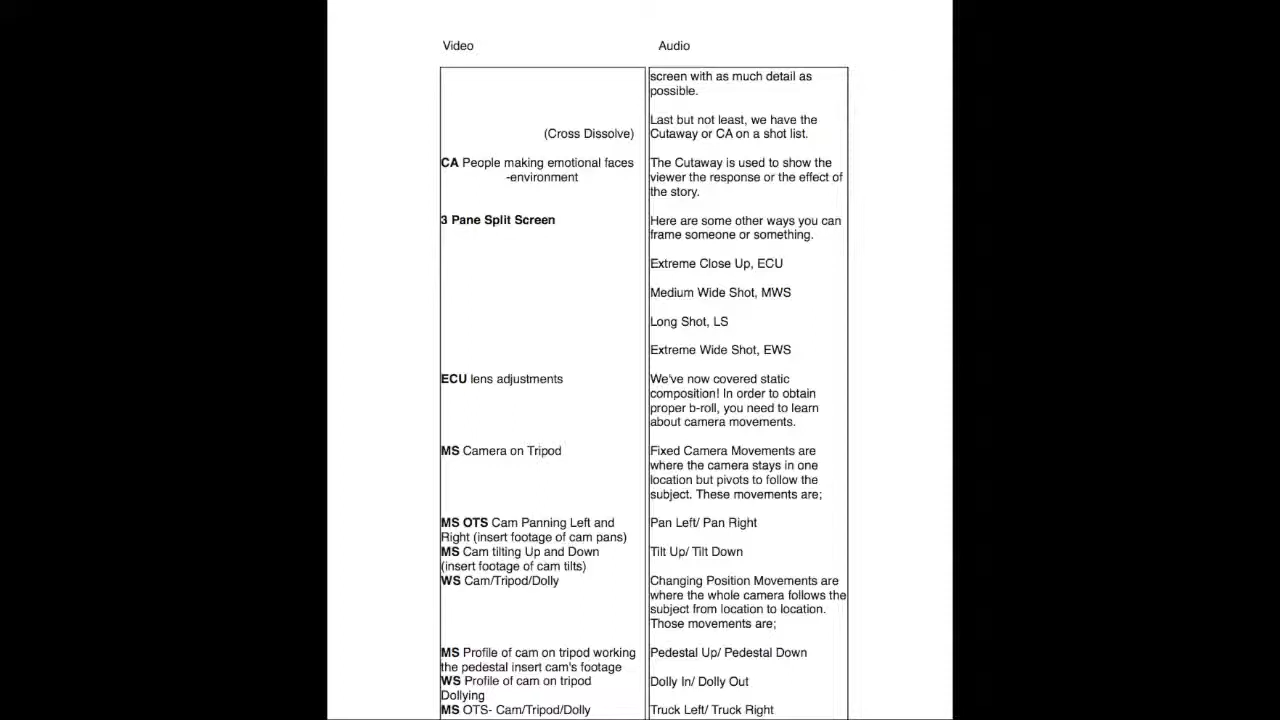 Video Audio
screen with as much detail as
possible.
Last but not least, we have the
(Cross Dissolve) Cutaway or CA on a shot list.
CA People making emotional faces The Cutaway is used to show the
-environment viewer the response or the effect of
the story.
3 Pane Split Screen Here are some other ways you can
frame someone or something.
Extreme Close Up, ECU
Medium Wide Shot, MWS
Long Shot, LS
Extreme Wide Shot, EWS
ECU lens adjustments We've now covered static
composition! In order to obtain
proper b-roll, you need to learn
about camera movements.
MS Camera on Tripod Fixed Camera Movements are
where the camera stays in one
location but pivots to follow the
subject. These movements are;
MS OTS Cam Panning Left and Pan Left/ Pan Right
Right (insert footage of cam pans)
MS Cam tilting Up and Down Tilt Up/ Tilt Down
(insert footage of cam tilts)
WS Cam/Tripod/Dolly Changing Position Movements are
where the whole camera follows the
subject from location to location.
Those movements are;
MS Profile of cam on tripod working Pedestal Up/ Pedestal Down
the pedestal insert cam's footage
WS Profile of cam on tripod Dolly In/ Dolly Out
Dollying
MS OTS- Cam/Tripod/Dolly Truck Left/ Truck Right